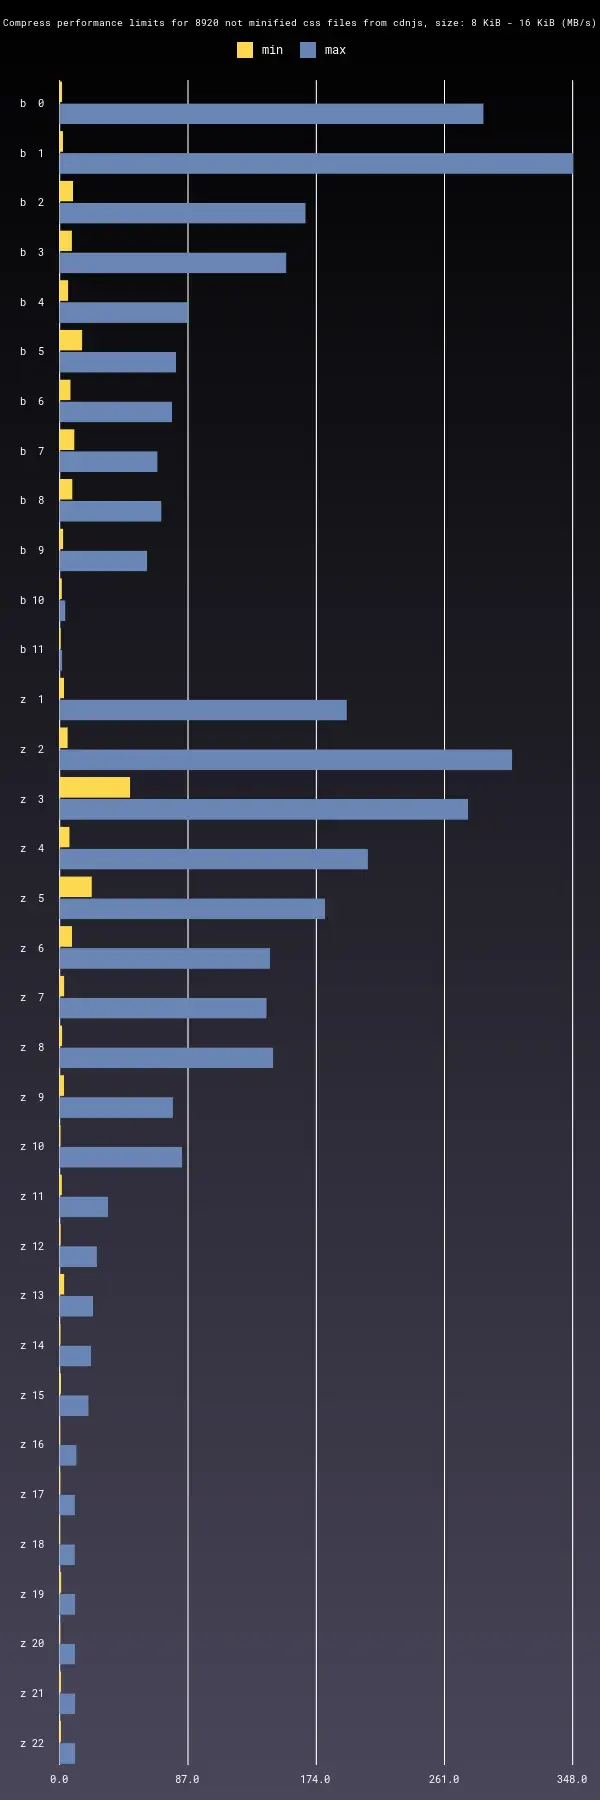 Compress performance limits for 8920 not minified css files from cdnjs, size: 8 KiB - 16 KiB (MB/s)
min max
b 0
b 1
b 2
b 3
b 4
b 5
b 6
b 7
b 8
b 9
b 10
b 11
z 1
z 2
z 3
z 4
z 5
z 6
z 7
z 8
z 9
z 10
z 11
z 12
z 13
z 14
z 15
z 16
z 17
z 18
z 19
z 20
z 21
z 22
0.0 87.0 174.0 261.0 348.0